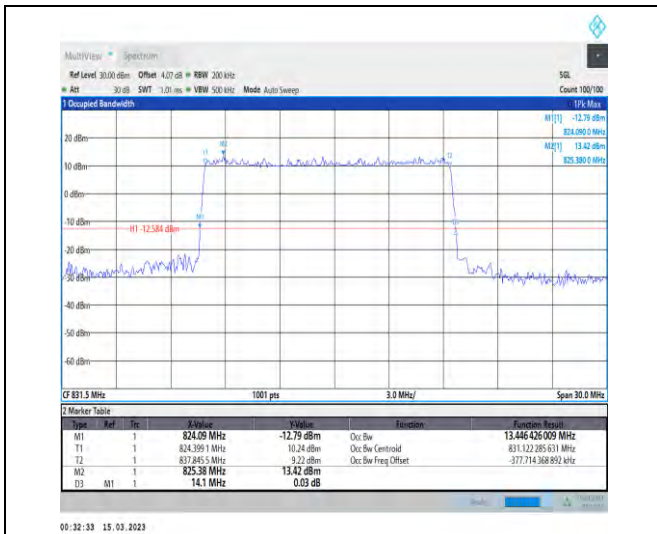 MultiView Spectrum
Ref Level 30.00 dBm Offset 4.07 dB RBW 200 kHz SGL
Att 30 dB SWT 1.01 ms VBW 500 kHz Mode Auto Sweep Count 100/100
1 Occupied Bandwidth 1Pk Max
M1[1] -12.79 dBm
824.0900 MHz
M2[1] 13.42 dBm
825.3800 MHz
20 dBm
T1 M2 T2
10 dBm
0 dBm
-10 dBm
M1
H1 -12.584 dBm
-20 dBm
-30 dBm
-40 dBm
-50 dBm
-60 dBm
CF 831.5 MHz 1001 pts 3.0 MHz/ Span 30.0 MHz
2 Marker Table
Type Ref Trc X-Value Y-Value Function Function Result
M1 1 824.09 MHz -12.79 dBm Occ Bw 13.446 426 009 MHz
T1 1 824.399 1 MHz 10.24 dBm Occ Bw Centroid 831.122 285 631 MHz
T2 1 837.845 5 MHz 9.22 dBm Occ Bw Freq Offset -377.714 368 892 kHz
M2 1 825.38 MHz 13.42 dBm
D3 M1 1 14.1 MHz 0.03 dB
00:32:33 15.03.2023